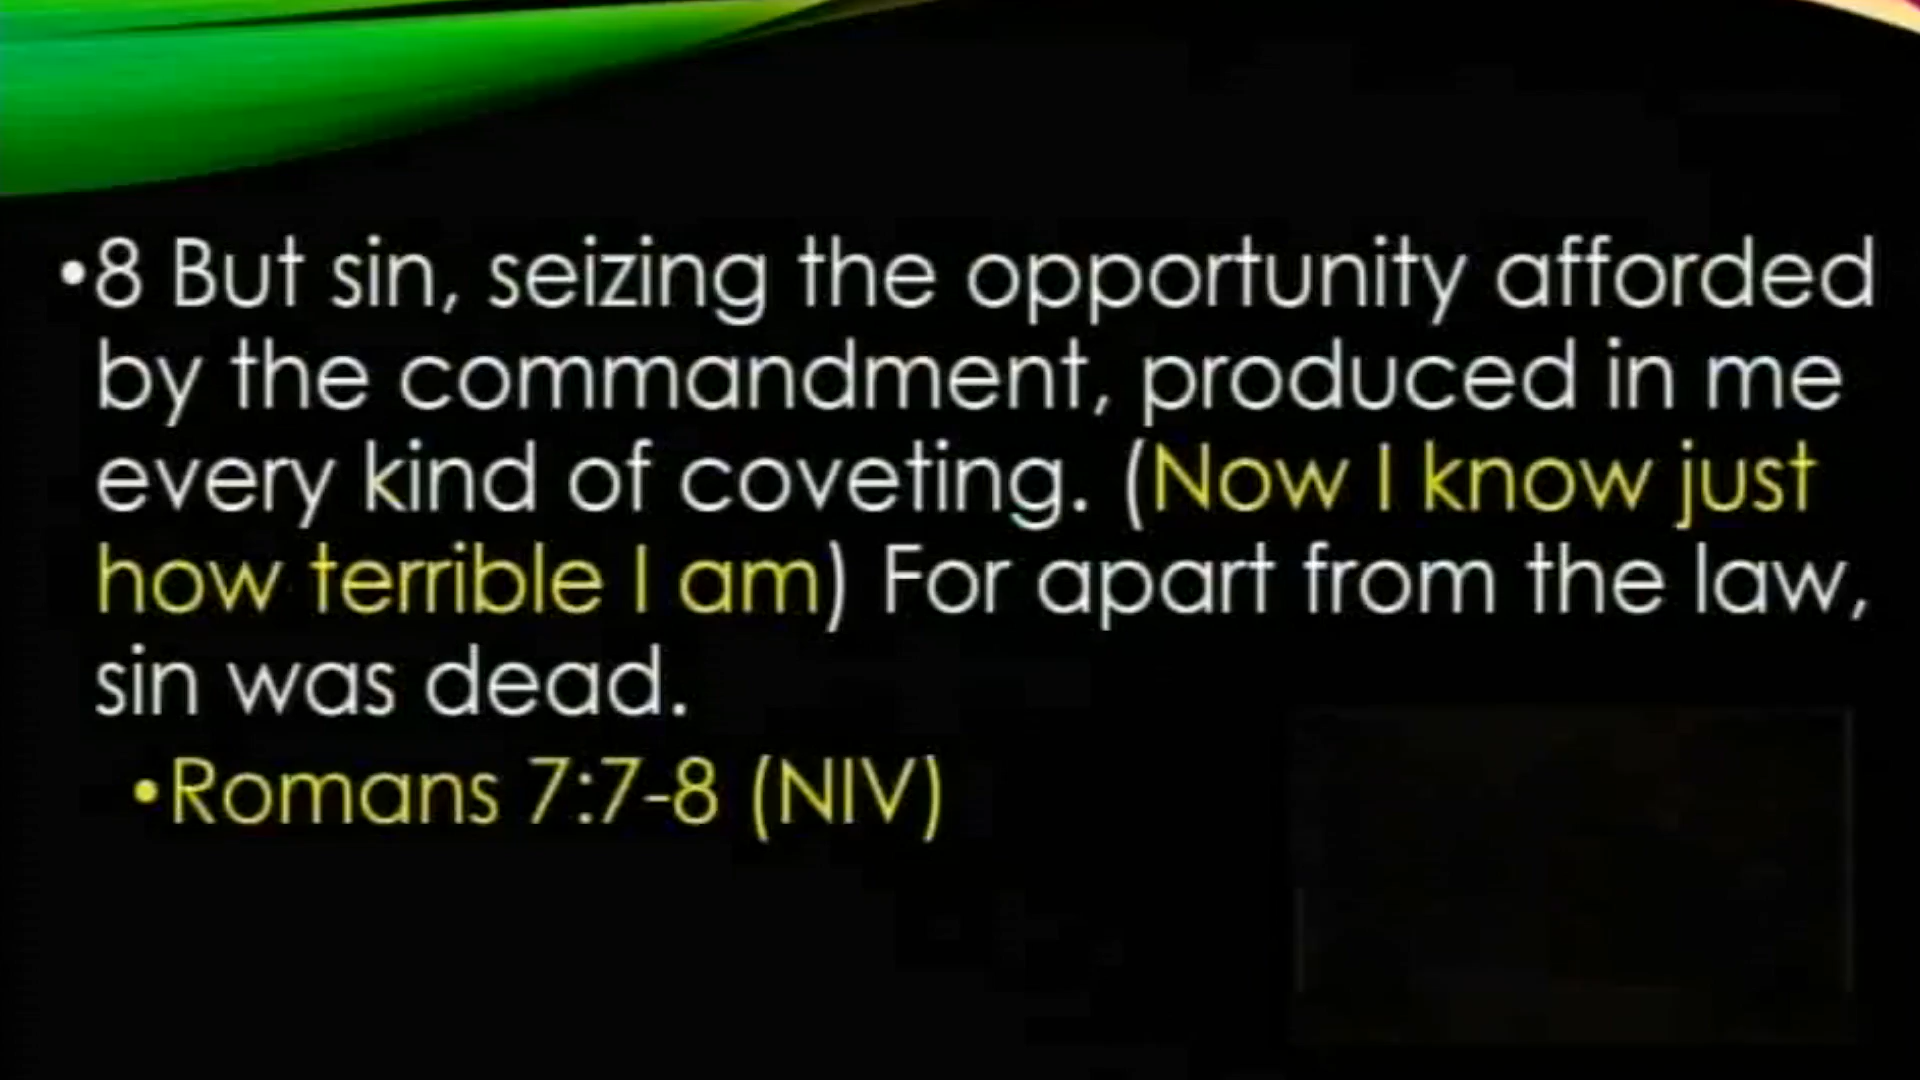 •8 But sin, seizing the opportunity afforded
by the commandment, produced in me
every kind of coveting. (Now I know just
how terrible I am) For apart from the law,
sin was dead.
•Romans 7:7-8 (NIV)